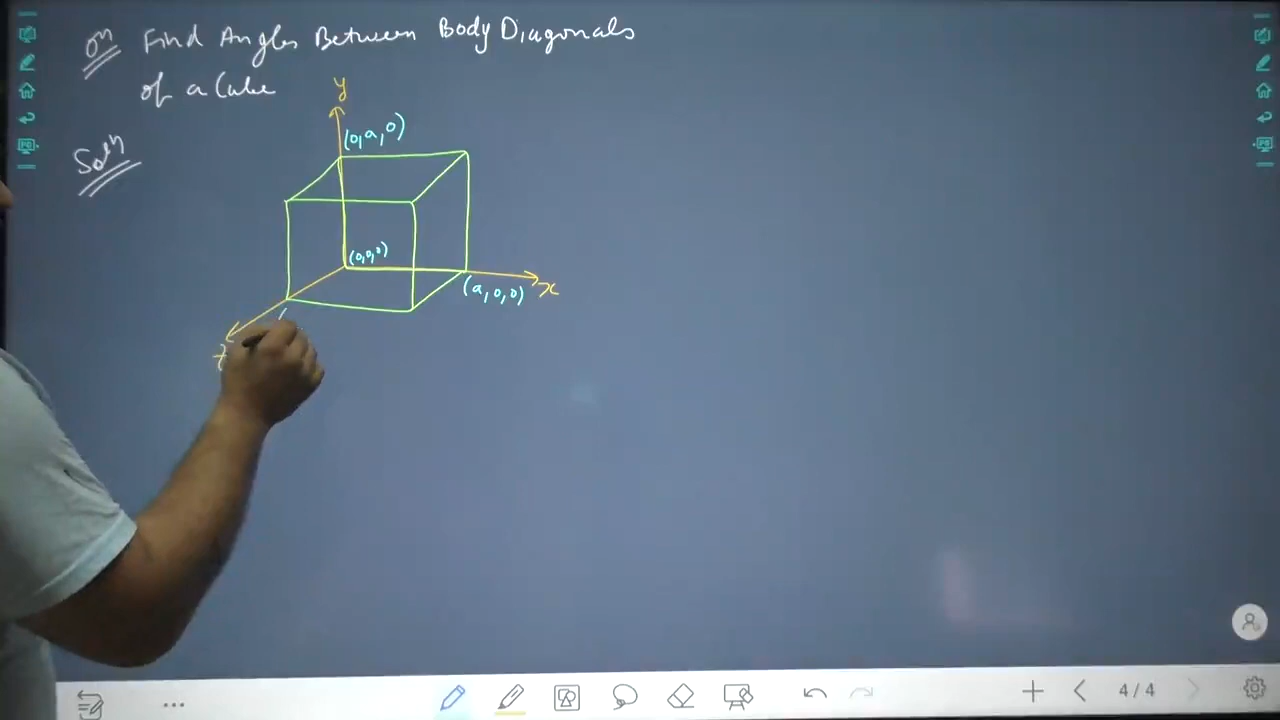 Qn Find Angles Between Body Diagonals
of a Cube
Solⁿ
y
(0,a,0)
(0,0,0)
(a,0,0) x
z
4/4